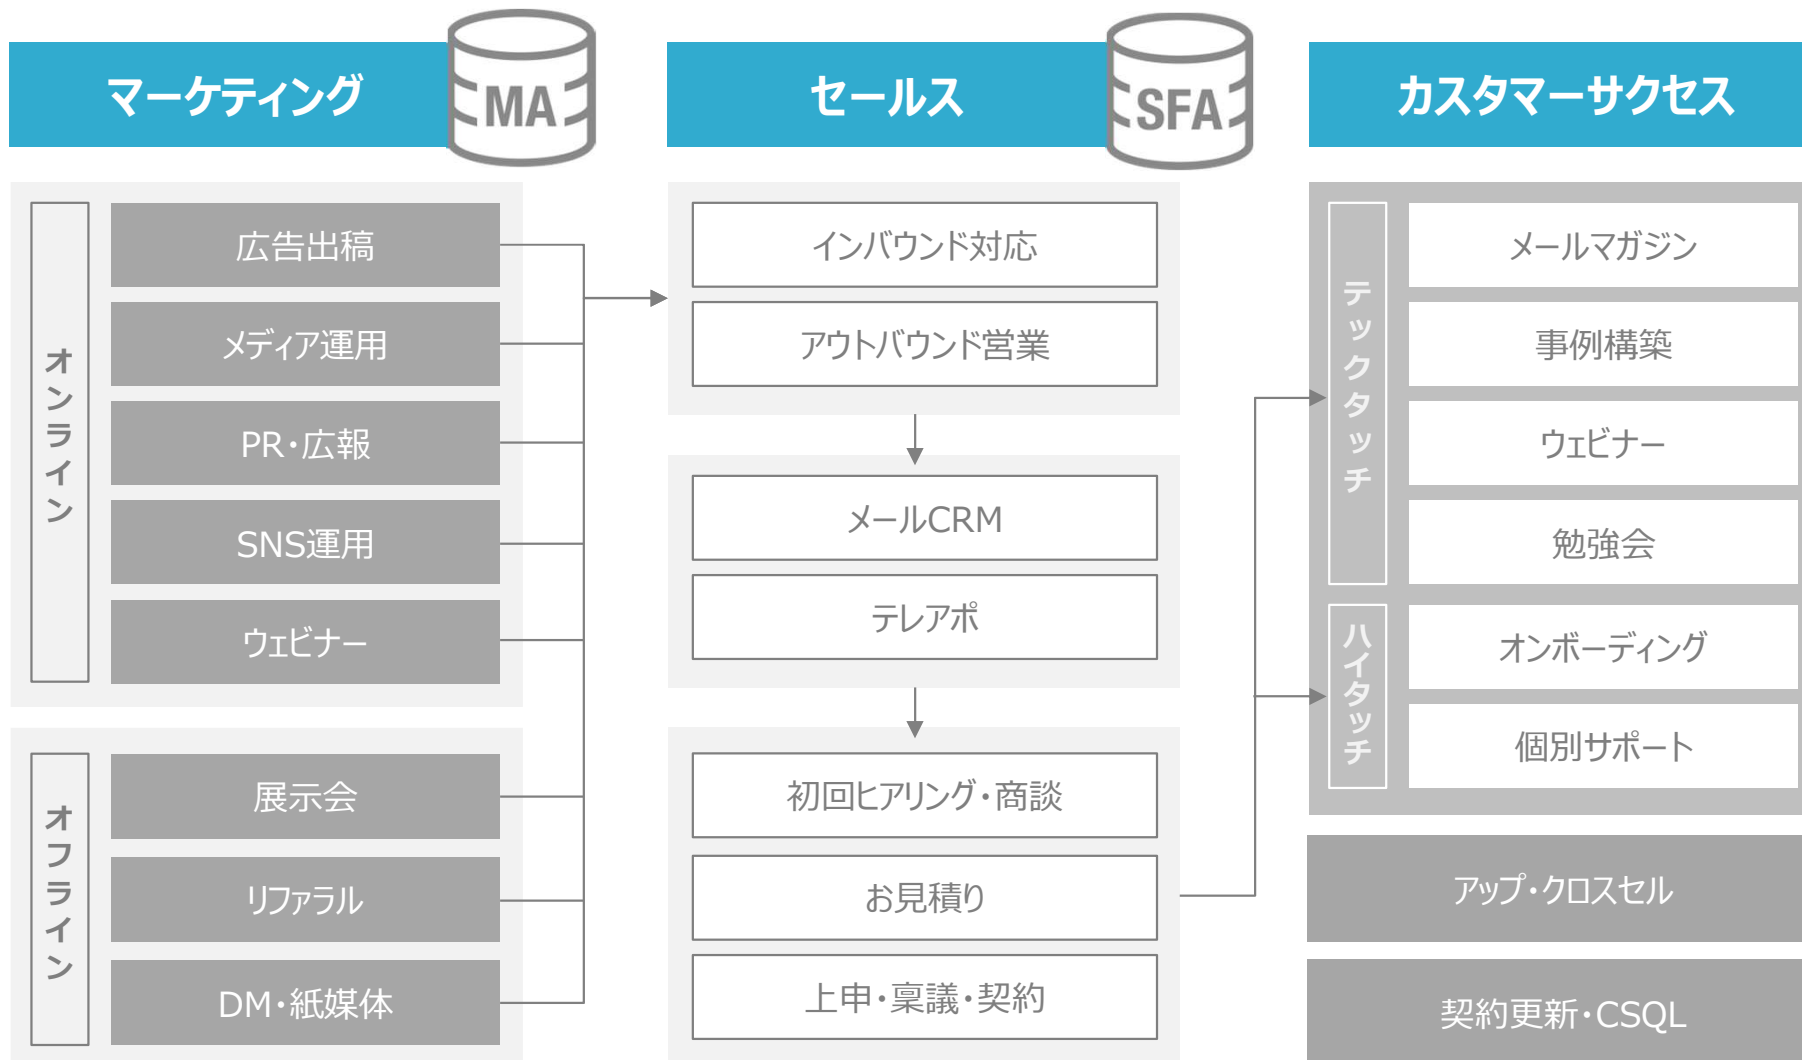 マーケティング
MA
セールス
SFA
カスタマーサクセス
オンライン
広告出稿
メディア運用
PR・広報
SNS運用
ウェビナー
オフライン
展示会
リファラル
DM・紙媒体
インバウンド対応
アウトバウンド営業
メールCRM
テレアポ
初回ヒアリング・商談
お見積り
上申・稟議・契約
テックタッチ
メールマガジン
事例構築
ウェビナー
勉強会
ハイタッチ
オンボーディング
個別サポート
アップ・クロスセル
契約更新・CSQL